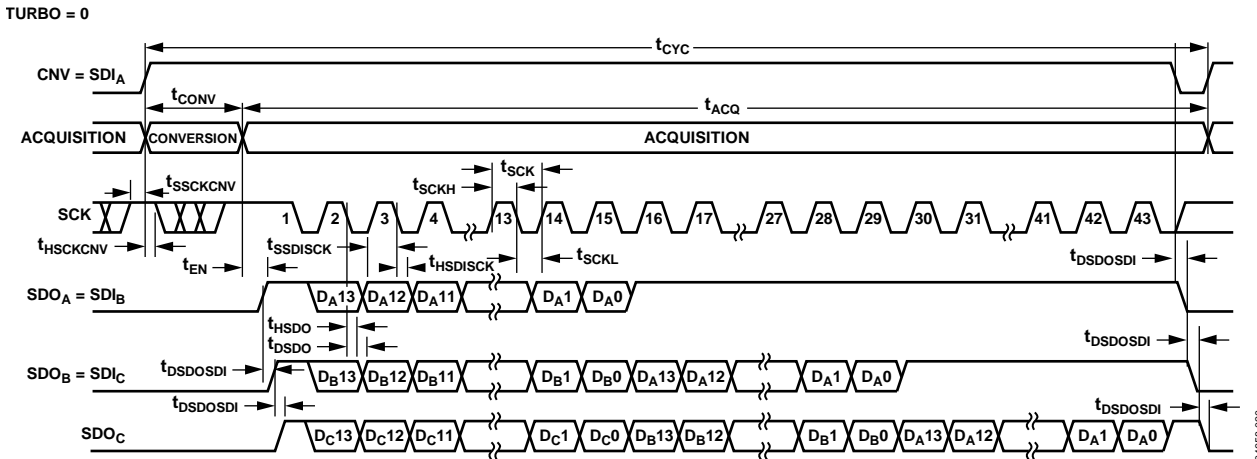 TURBO = 0
tCYC
CNV = SDIA
tCONV
tACQ
ACQUISITION
CONVERSION
ACQUISITION
tSCK
tSSCKCNV
tSCKH
SCK
1 2 3 4 13 14 15 16 17 27 28 29 30 31 41 42 43
tHSCKCNV
tSSDISCK
tEN
tHSDISCK
tSCKL
tDSDOSDI
SDOA = SDIB
DA13 DA12 DA11 DA1 DA0
tHSDO
tDSDO
tDSDOSDI
tDSDOSDI
SDOB = SDIC
DB13 DB12 DB11 DB1 DB0 DA13 DA12 DA1 DA0
tDSDOSDI
tDSDOSDI
SDOC
DC13 DC12 DC11 DC1 DC0 DB13 DB12 DB1 DB0 DA13 DA12 DA1 DA0